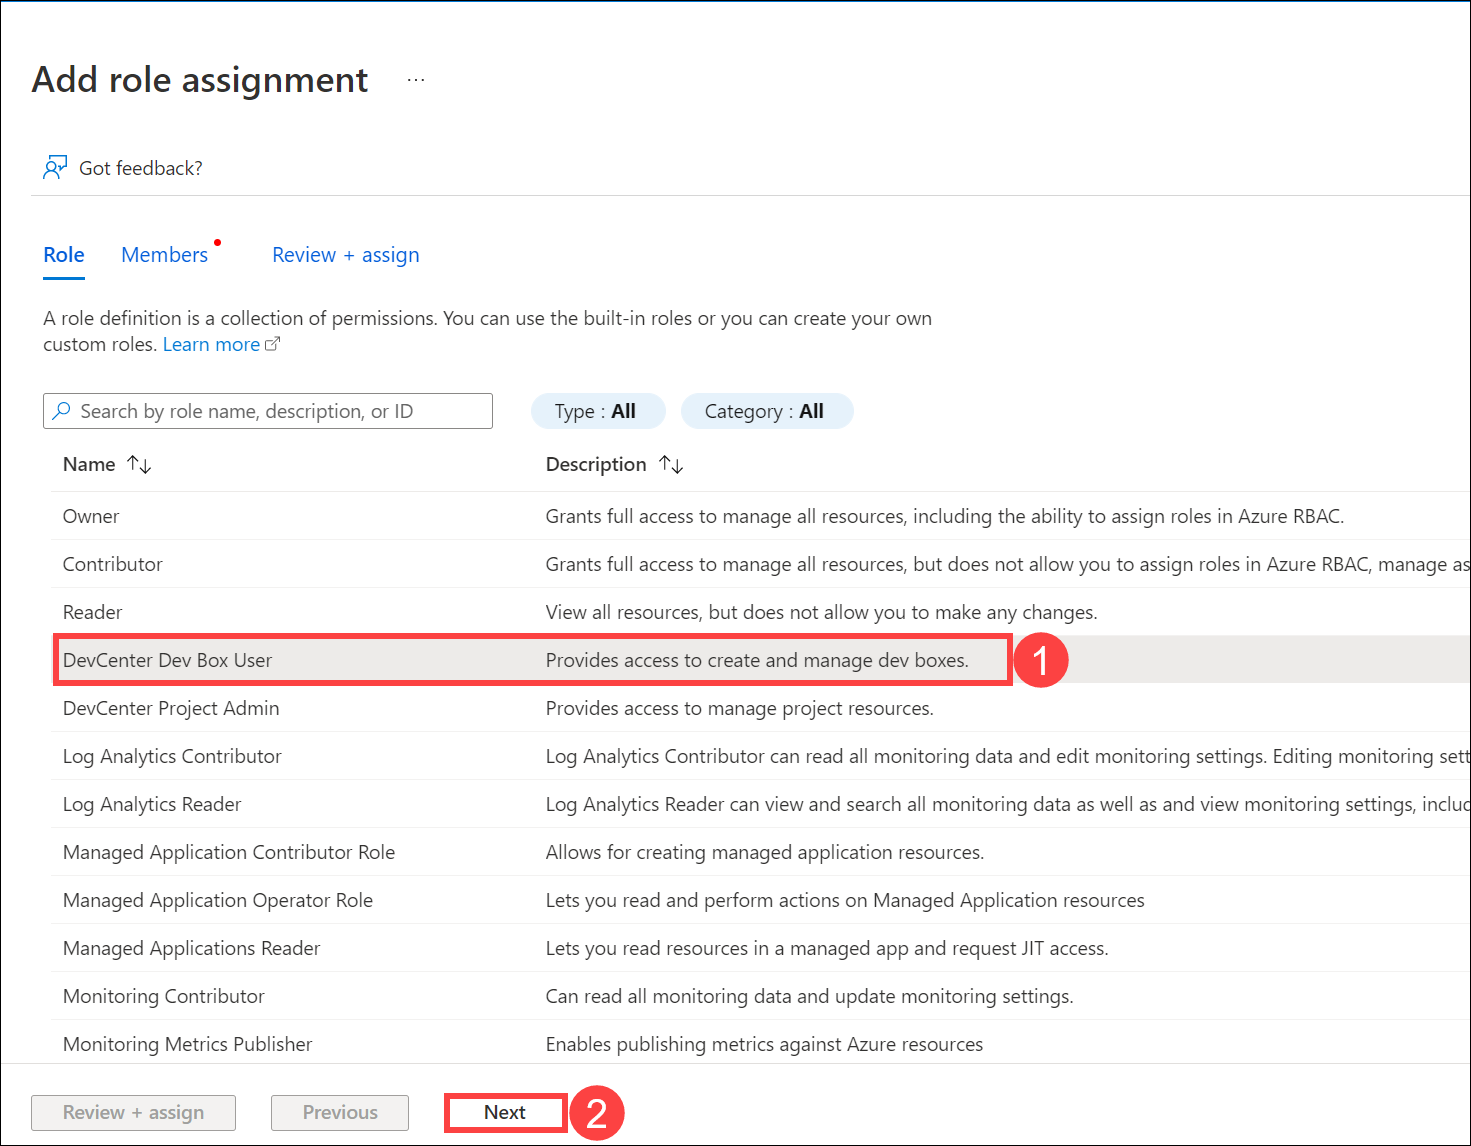 Add role assignment ...
Got feedback?
Role Members Review + assign
A role definition is a collection of permissions. You can use the built-in roles or you can create your own
custom roles. Learn more
Search by role name, description, or ID Type : All Category : All
Name ↑↓ Description ↑↓
Owner Grants full access to manage all resources, including the ability to assign roles in Azure RBAC.
Contributor Grants full access to manage all resources, but does not allow you to assign roles in Azure RBAC, manage as
Reader View all resources, but does not allow you to make any changes.
DevCenter Dev Box User Provides access to create and manage dev boxes. 1
DevCenter Project Admin Provides access to manage project resources.
Log Analytics Contributor Log Analytics Contributor can read all monitoring data and edit monitoring settings. Editing monitoring sett
Log Analytics Reader Log Analytics Reader can view and search all monitoring data as well as and view monitoring settings, includ
Managed Application Contributor Role Allows for creating managed application resources.
Managed Application Operator Role Lets you read and perform actions on Managed Application resources
Managed Applications Reader Lets you read resources in a managed app and request JIT access.
Monitoring Contributor Can read all monitoring data and update monitoring settings.
Monitoring Metrics Publisher Enables publishing metrics against Azure resources
Review + assign Previous Next 2